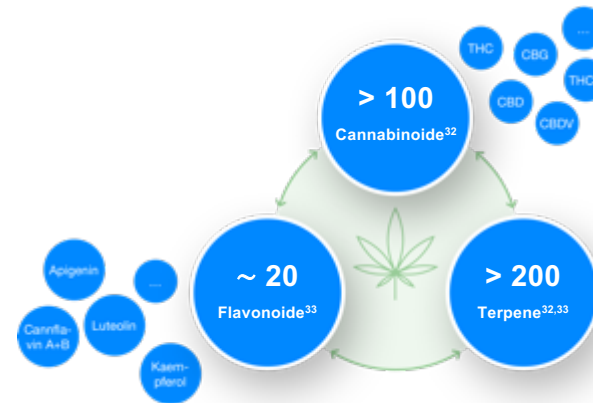 ....
THC
CBG
THC
CBD
CBDV
> 100
Cannabinoide³²
~ 20
Flavonoide³³
> 200
Terpene³²,³³
Apigenin
....
Cannfla-
vin A+B
Luteolin
Kaem-
pferol